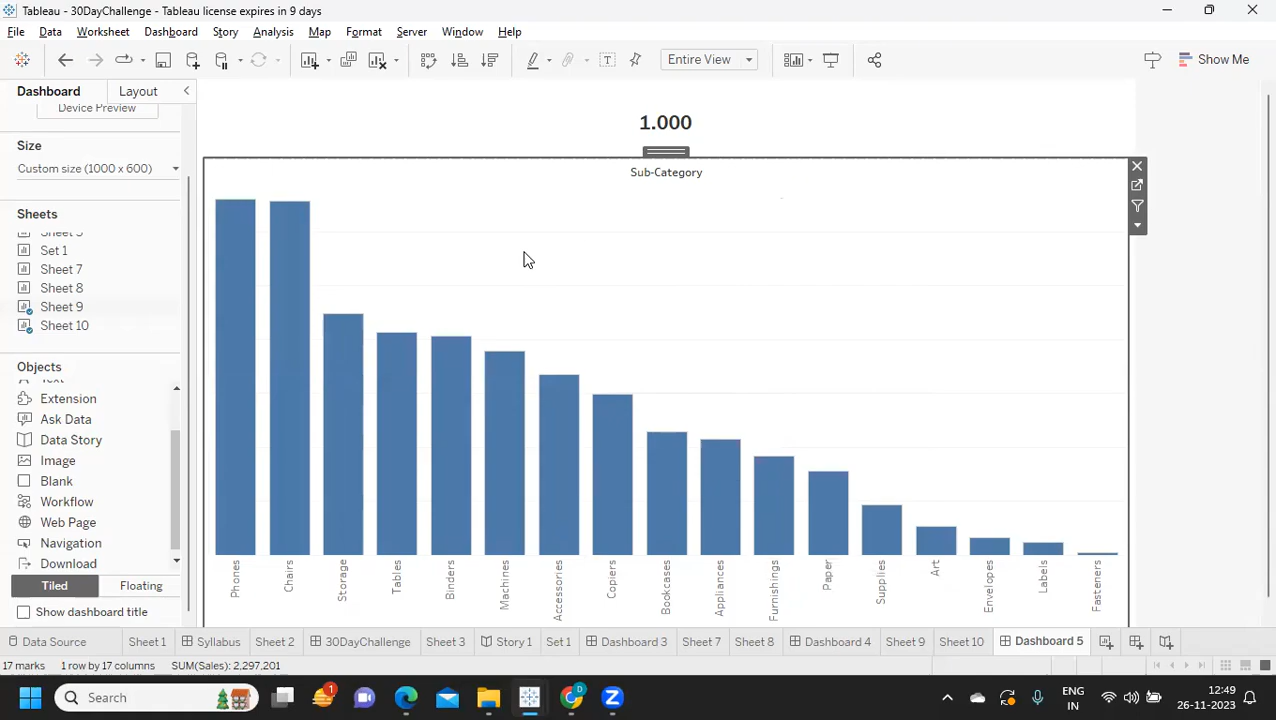 Tableau - 30DayChallenge - Tableau license expires in 9 days
File Data Worksheet Dashboard Story Analysis Map Format Server Window Help
Entire View
Show Me
Dashboard Layout
Device Preview
Size
Custom size (1000 x 600)
Sheets
Set 1
Sheet 7
Sheet 8
Sheet 9
Sheet 10
Objects
Text
Extension
Ask Data
Data Story
Image
Blank
Workflow
Web Page
Navigation
Download
Tiled Floating
Show dashboard title
1.000
Sub-Category
Phones Chairs Storage Tables Binders Machines Accessories Copiers Bookcases Appliances Furnishings Paper Supplies Art Envelopes Labels Fasteners
Data Source Sheet 1 Syllabus Sheet 2 30DayChallenge Sheet 3 Story 1 Set 1 Dashboard 3 Sheet 7 Sheet 8 Dashboard 4 Sheet 9 Sheet 10 Dashboard 5
17 marks 1 row by 17 columns SUM(Sales): 2,297,201
Search
1
D
ENG
IN
12:49
26-11-2023